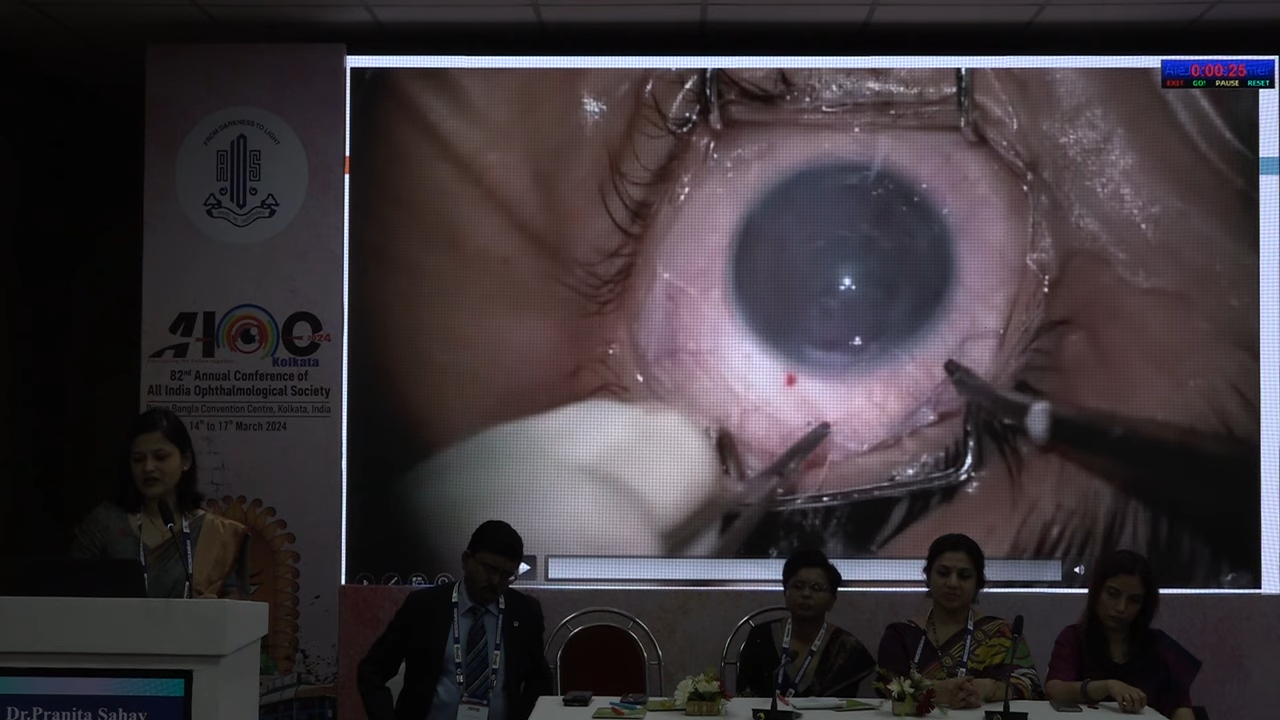 FROM DARKNESS TO LIGHT
AIOS
AIOC 2024
Kolkata
82nd Annual Conference of
All India Ophthalmological Society
Bangla Convention Centre, Kolkata, India
14th to 17th March 2024
0:00:25
EXIT GO! PAUSE RESET
Dr.Pranita Sahay